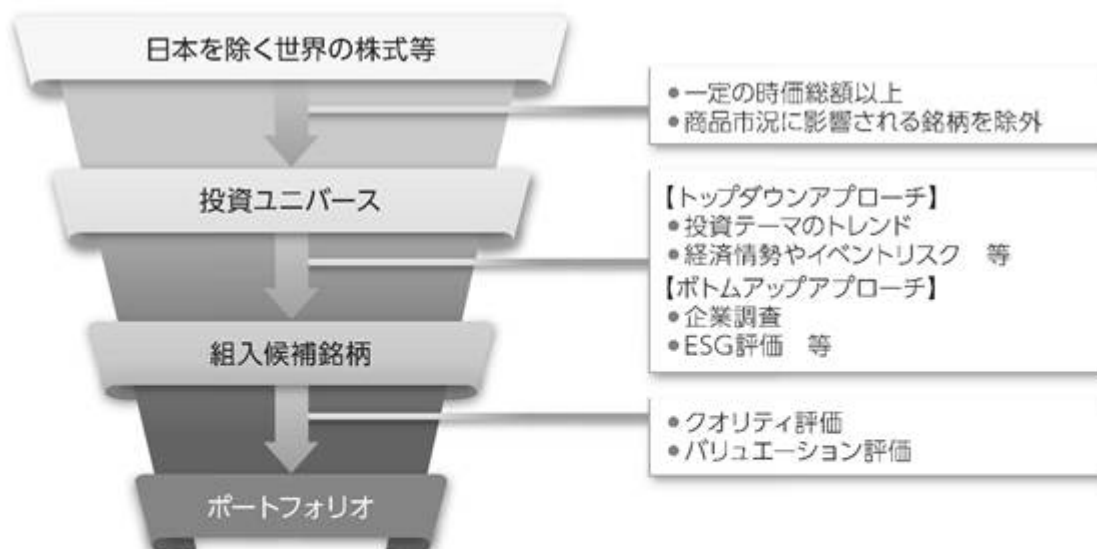 日本を除く世界の株式等
●一定の時価総額以上
●商品市況に影響される銘柄を除外
投資ユニバース
【トップダウンアプローチ】
●投資テーマのトレンド
●経済情勢やイベントリスク　等
【ボトムアップアプローチ】
●企業調査
●ESG評価　等
組入候補銘柄
●クオリティ評価
●バリュエーション評価
ポートフォリオ